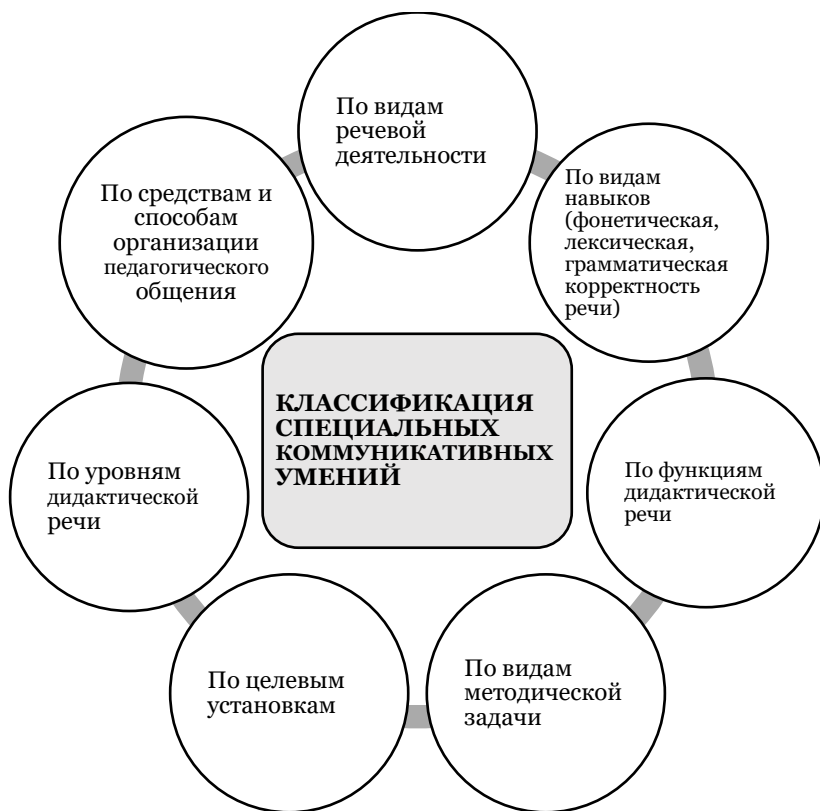 По видам
речевой
деятельности
По видам
навыков
(фонетическая,
лексическая,
грамматическая
корректность
речи)
По функциям
дидактической
речи
По видам
методической
задачи
По целевым
установкам
По уровням
дидактической
речи
По средствам и
способам
организации
педагогического
общения
КЛАССИФИКАЦИЯ
СПЕЦИАЛЬНЫХ
КОММУНИКАТИВНЫХ
УМЕНИЙ